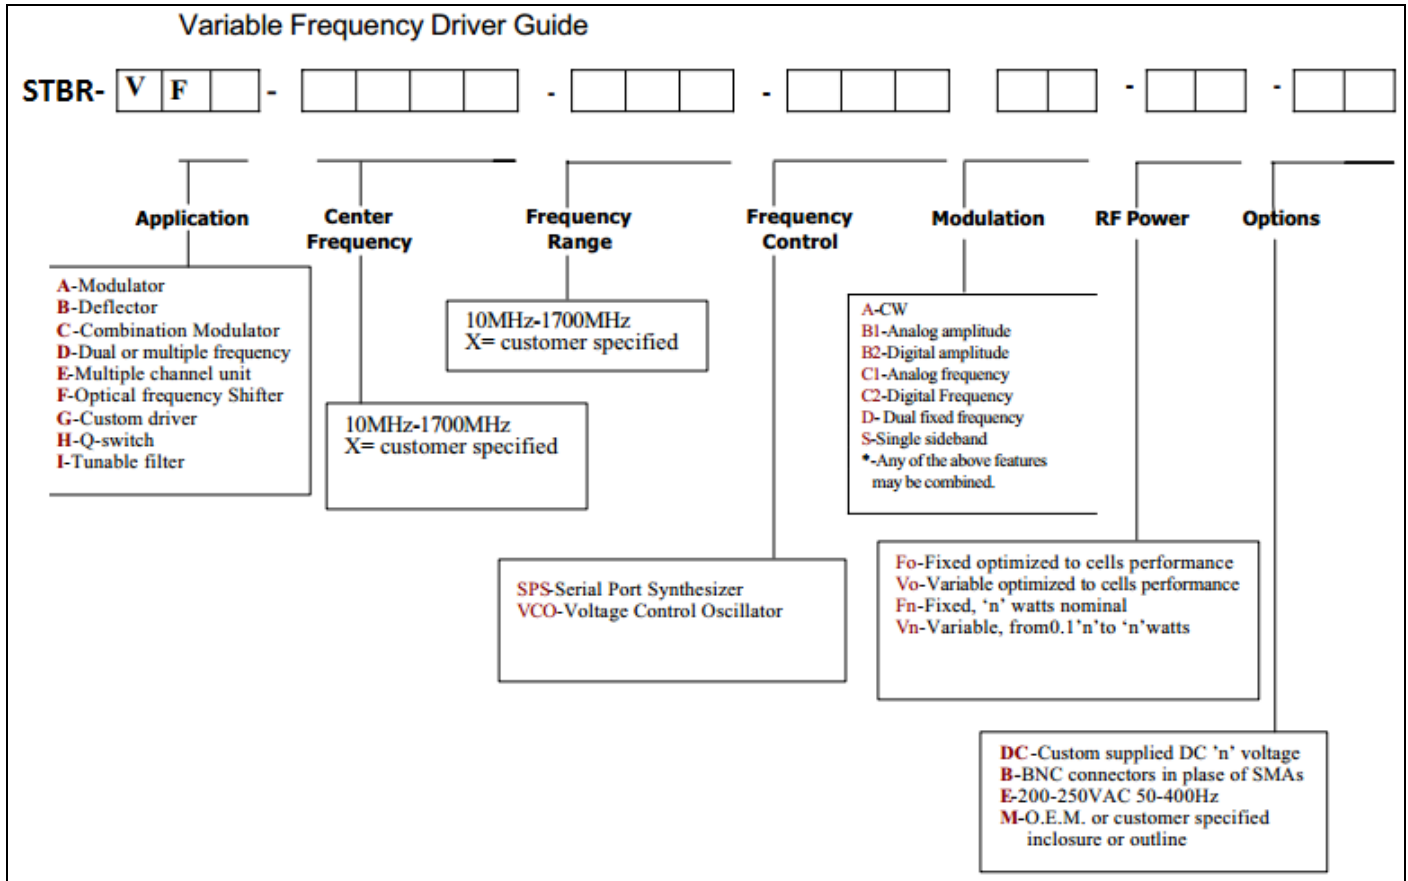 Variable Frequency Driver Guide
STBR- V F - - - - -
Application
Center
Frequency
Frequency
Range
Frequency
Control
Modulation
RF Power
Options
A-Modulator
B-Deflector
C-Combination Modulator
D-Dual or multiple frequency
E-Multiple channel unit
F-Optical frequency Shifter
G-Custom driver
H-Q-switch
I-Tunable filter
10MHz-1700MHz
X= customer specified
10MHz-1700MHz
X= customer specified
SPS-Serial Port Synthesizer
VCO-Voltage Control Oscillator
A-CW
B1-Analog amplitude
B2-Digital amplitude
C1-Analog frequency
C2-Digital Frequency
D- Dual fixed frequency
S-Single sideband
*-Any of the above features
may be combined.
Fo-Fixed optimized to cells performance
Vo-Variable optimized to cells performance
Fn-Fixed, ‘n’ watts nominal
Vn-Variable, from0.1’n’to ‘n’watts
DC-Custom supplied DC ’n’ voltage
B-BNC connectors in plase of SMAs
E-200-250VAC 50-400Hz
M-O.E.M. or customer specified
inclosure or outline